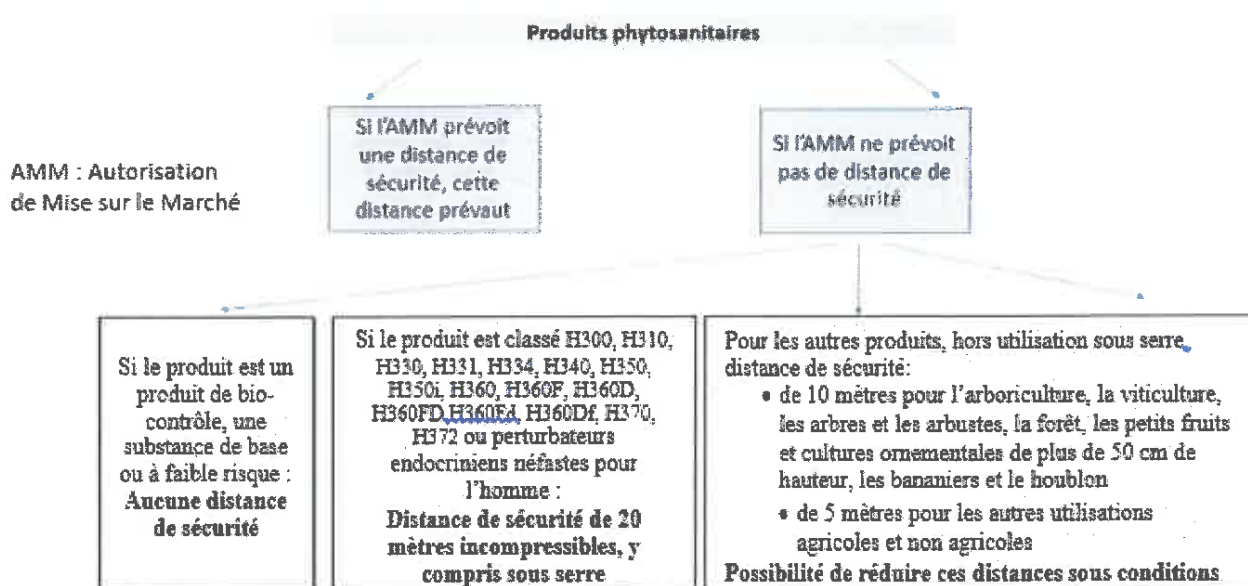 Produits phytosanitaires
Si l'AMM prévoit
une distance de
sécurité, cette
distance prévaut
Si l'AMM ne prévoit
pas de distance de
sécurité
AMM : Autorisation
de Mise sur le Marché
Si le produit est un
produit de bio-
contrôle, une
substance de base
ou à faible risque :
Aucune distance
de sécurité
Si le produit est classé H300, H310,
H330, H331, H334, H340, H350,
H350i, H360, H360F, H360D,
H360FD,H360Fd, H360Df, H370,
H372 ou perturbateurs
endocriniens néfastes pour
l'homme :
Distance de sécurité de 20
mètres incompressibles, y
compris sous serre
Pour les autres produits, hors utilisation sous serre,
distance de sécurité:
• de 10 mètres pour l'arboriculture, la viticulture,
les arbres et les arbustes, la forêt, les petits fruits
et cultures ornementales de plus de 50 cm de
hauteur, les bananiers et le houblon
• de 5 mètres pour les autres utilisations
agricoles et non agricoles
Possibilité de réduire ces distances sous conditions